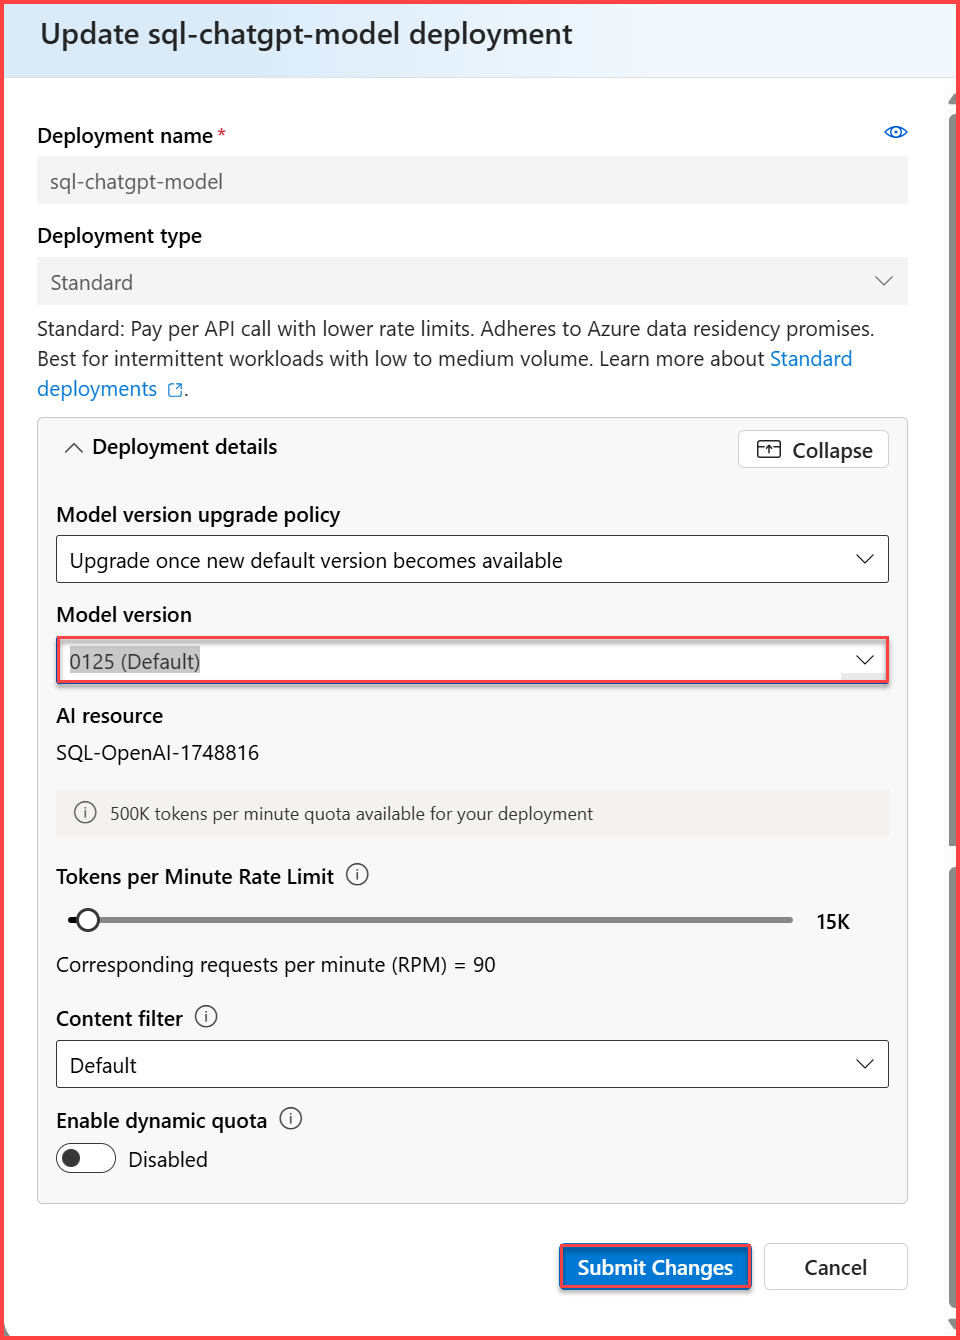 Update sql-chatgpt-model deployment
Deployment name *
sql-chatgpt-model
Deployment type
Standard
Standard: Pay per API call with lower rate limits. Adheres to Azure data residency promises.
Best for intermittent workloads with low to medium volume. Learn more about Standard
deployments .
Deployment details
Collapse
Model version upgrade policy
Upgrade once new default version becomes available
Model version
0125 (Default)
AI resource
SQL-OpenAI-1748816
500K tokens per minute quota available for your deployment
Tokens per Minute Rate Limit
15K
Corresponding requests per minute (RPM) = 90
Content filter
Default
Enable dynamic quota
Disabled
Submit Changes
Cancel